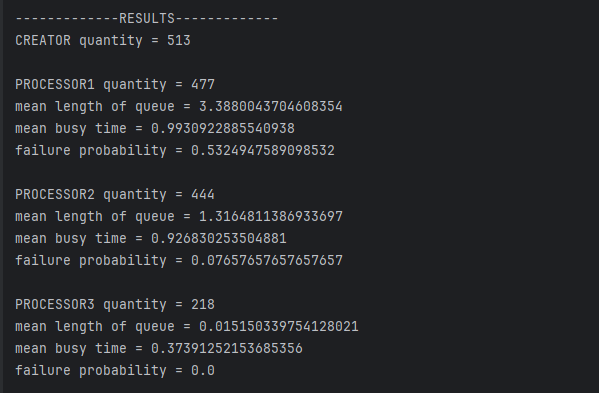 -------------RESULTS-------------
CREATOR quantity = 513
PROCESSOR1 quantity = 477
mean length of queue = 3.3880043704608354
mean busy time = 0.9930922885540938
failure probability = 0.5324947589098532
PROCESSOR2 quantity = 444
mean length of queue = 1.3164811386933697
mean busy time = 0.926830253504881
failure probability = 0.07657657657657657
PROCESSOR3 quantity = 218
mean length of queue = 0.015150339754128021
mean busy time = 0.37391252153685356
failure probability = 0.0